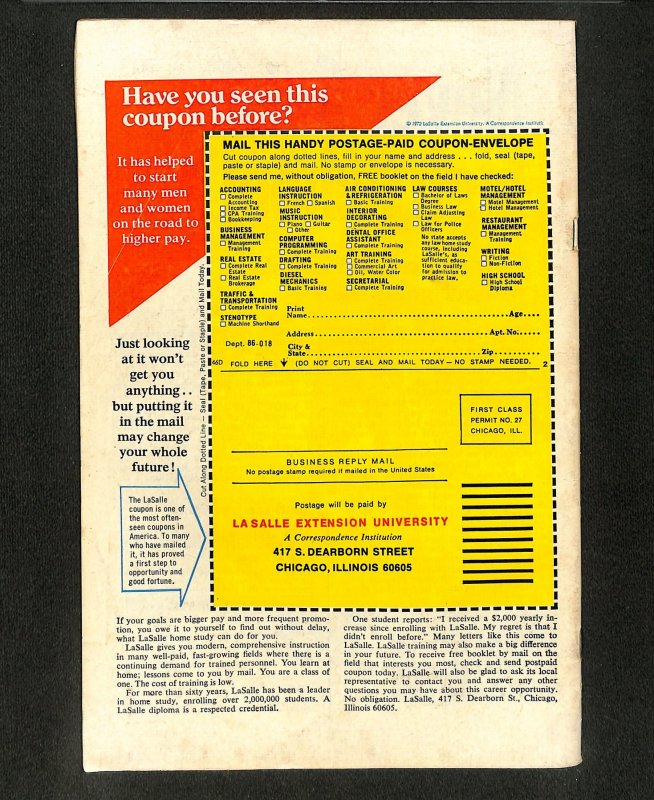 Have you seen this
coupon before?
It has helped
to start
many men
and women
on the road to
higher pay.
© 1972 LaSalle Extension University, A Correspondence Institution
MAIL THIS HANDY POSTAGE-PAID COUPON-ENVELOPE
Cut coupon along dotted lines, fill in your name and address . . . fold, seal (tape,
paste or staple) and mail. No stamp or envelope is necessary.
Please send me, without obligation, FREE booklet on the field I have checked:
ACCOUNTING
☐ Complete
Accounting
☐ Income Tax
☐ CPA Training
☐ Bookkeeping
BUSINESS
MANAGEMENT
☐ Management
Training
REAL ESTATE
☐ Complete Real
Estate
☐ Real Estate
Brokerage
TRAFFIC &
TRANSPORTATION
☐ Complete Training
STENOTYPE
☐ Machine Shorthand
LANGUAGE
INSTRUCTION
☐ French ☐ Spanish
MUSIC
INSTRUCTION
☐ Piano ☐ Guitar
☐ Other
COMPUTER
PROGRAMMING
☐ Complete Training
DRAFTING
☐ Complete Training
DIESEL
MECHANICS
☐ Basic Training
AIR CONDITIONING
& REFRIGERATION
☐ Basic Training
INTERIOR
DECORATING
☐ Complete Training
DENTAL OFFICE
ASSISTANT
☐ Complete Training
ART TRAINING
☐ Complete Training
☐ Commercial Art
☐ Oil, Water Color
SECRETARIAL
☐ Complete Training
LAW COURSES
☐ Bachelor of Laws
Degree
☐ Business Law
☐ Claim Adjusting
Law
☐ Law for Police
Officers
No state accepts
any law home study
course, including
LaSalle's, as
sufficient educa-
tion to qualify
for admission to
practice law.
MOTEL/HOTEL
MANAGEMENT
☐ Motel Management
☐ Hotel Management
RESTAURANT
MANAGEMENT
☐ Management
Training
WRITING
☐ Fiction
☐ Non-Fiction
HIGH SCHOOL
☐ High School
Diploma
Print
Name.....Age....
Address.....Apt. No.....
Dept. 86-018
City &
State.....Zip.....
46D FOLD HERE (DO NOT CUT) SEAL AND MAIL TODAY—NO STAMP NEEDED. 2
Cut Along Dotted Line — Seal (Tape, Paste or Staple) and Mail Today.
Just looking
at it won't
get you
anything . .
but putting it
in the mail
may change
your whole
future!
The LaSalle
coupon is one of
the most often-
seen coupons in
America. To many
who have mailed
it, it has proved
a first step to
opportunity and
good fortune.
FIRST CLASS
PERMIT NO. 27
CHICAGO, ILL.
BUSINESS REPLY MAIL
No postage stamp required if mailed in the United States
Postage will be paid by
LA SALLE EXTENSION UNIVERSITY
A Correspondence Institution
417 S. DEARBORN STREET
CHICAGO, ILLINOIS 60605
If your goals are bigger pay and more frequent promo-
tion, you owe it to yourself to find out without delay,
what LaSalle home study can do for you.
LaSalle gives you modern, comprehensive instruction
in many well-paid, fast-growing fields where there is a
continuing demand for trained personnel. You learn at
home; lessons come to you by mail. You are a class of
one. The cost of training is low.
For more than sixty years, LaSalle has been a leader
in home study, enrolling over 2,000,000 students. A
LaSalle diploma is a respected credential.
One student reports: "I received a $2,000 yearly in-
crease since enrolling with LaSalle. My regret is that I
didn't enroll before." Many letters like this come to
LaSalle. LaSalle training may also make a big difference
in your future. To receive free booklet by mail on the
field that interests you most, check and send postpaid
coupon today. LaSalle will also be glad to ask its local
representative to contact you and answer any other
questions you may have about this career opportunity.
No obligation. LaSalle, 417 S. Dearborn St., Chicago,
Illinois 60605.